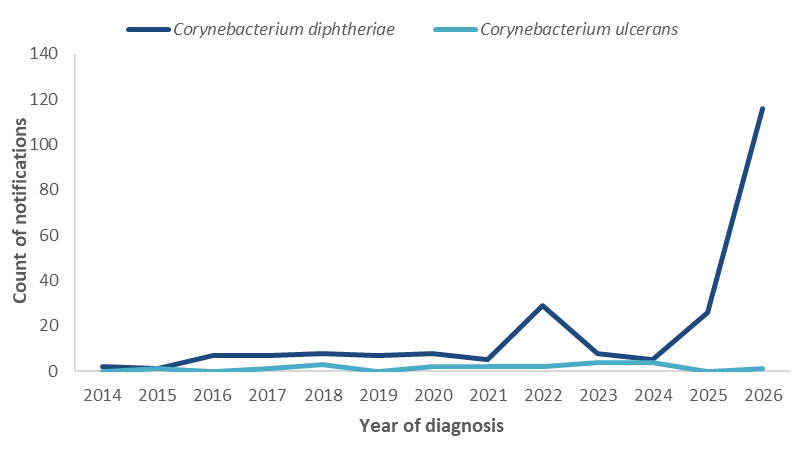 Corynebacterium diphtheriae Corynebacterium ulcerans
140
120
100
80
60
40
20
0
Count of notifications
2014 2015 2016 2017 2018 2019 2020 2021 2022 2023 2024 2025 2026
Year of diagnosis